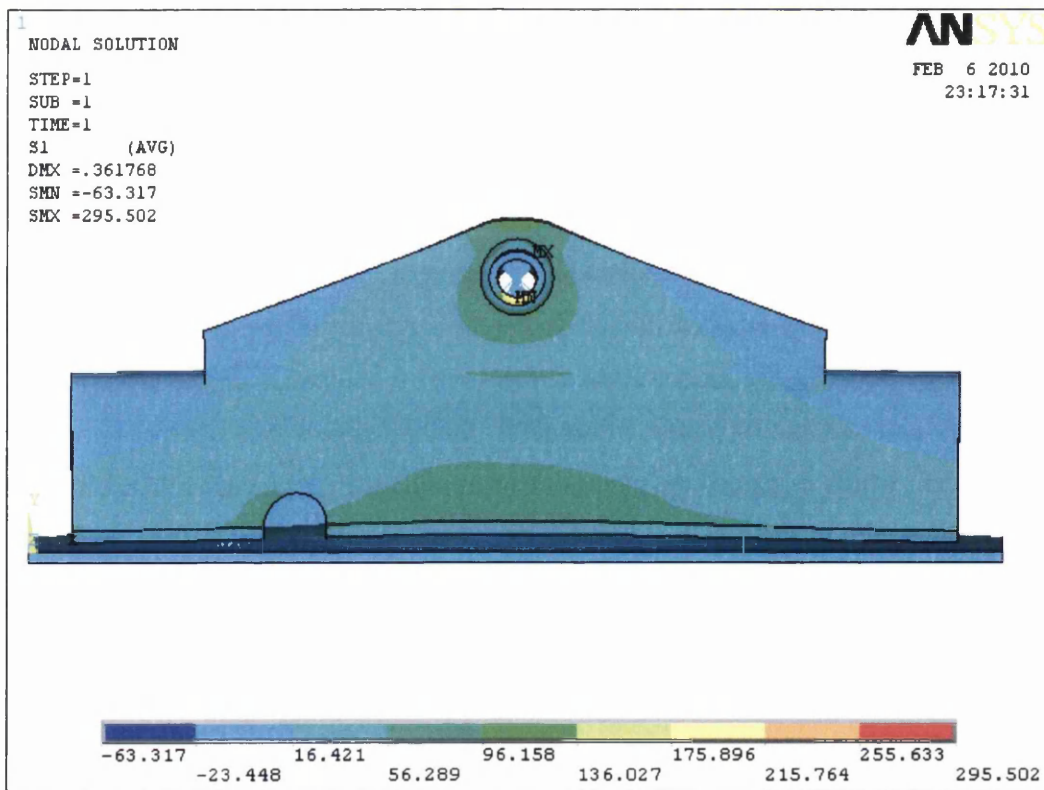 1
NODAL SOLUTION
STEP=1
SUB =1
TIME=1
S1 (AVG)
DMX =.361768
SMN =-63.317
SMX =295.502
ANSYS
FEB 6 2010
23:17:31
MX
MN
Y
-63.317 16.421 96.158 175.896 255.633
-23.448 56.289 136.027 215.764 295.502